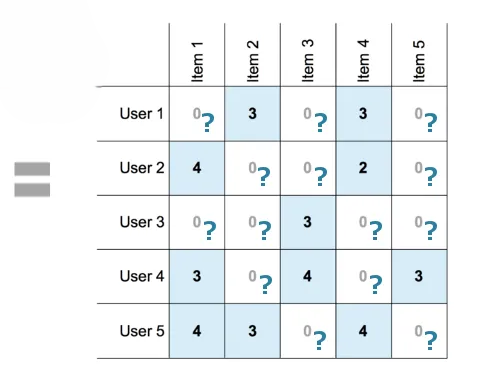 Item 1 Item 2 Item 3 Item 4 Item 5
User 1 0? 3 0? 3 0?
User 2 4 0? 0? 2 0?
User 3 0? 0? 3 0? 0?
User 4 3 0? 4 0? 3
User 5 4 3 0? 4 0?